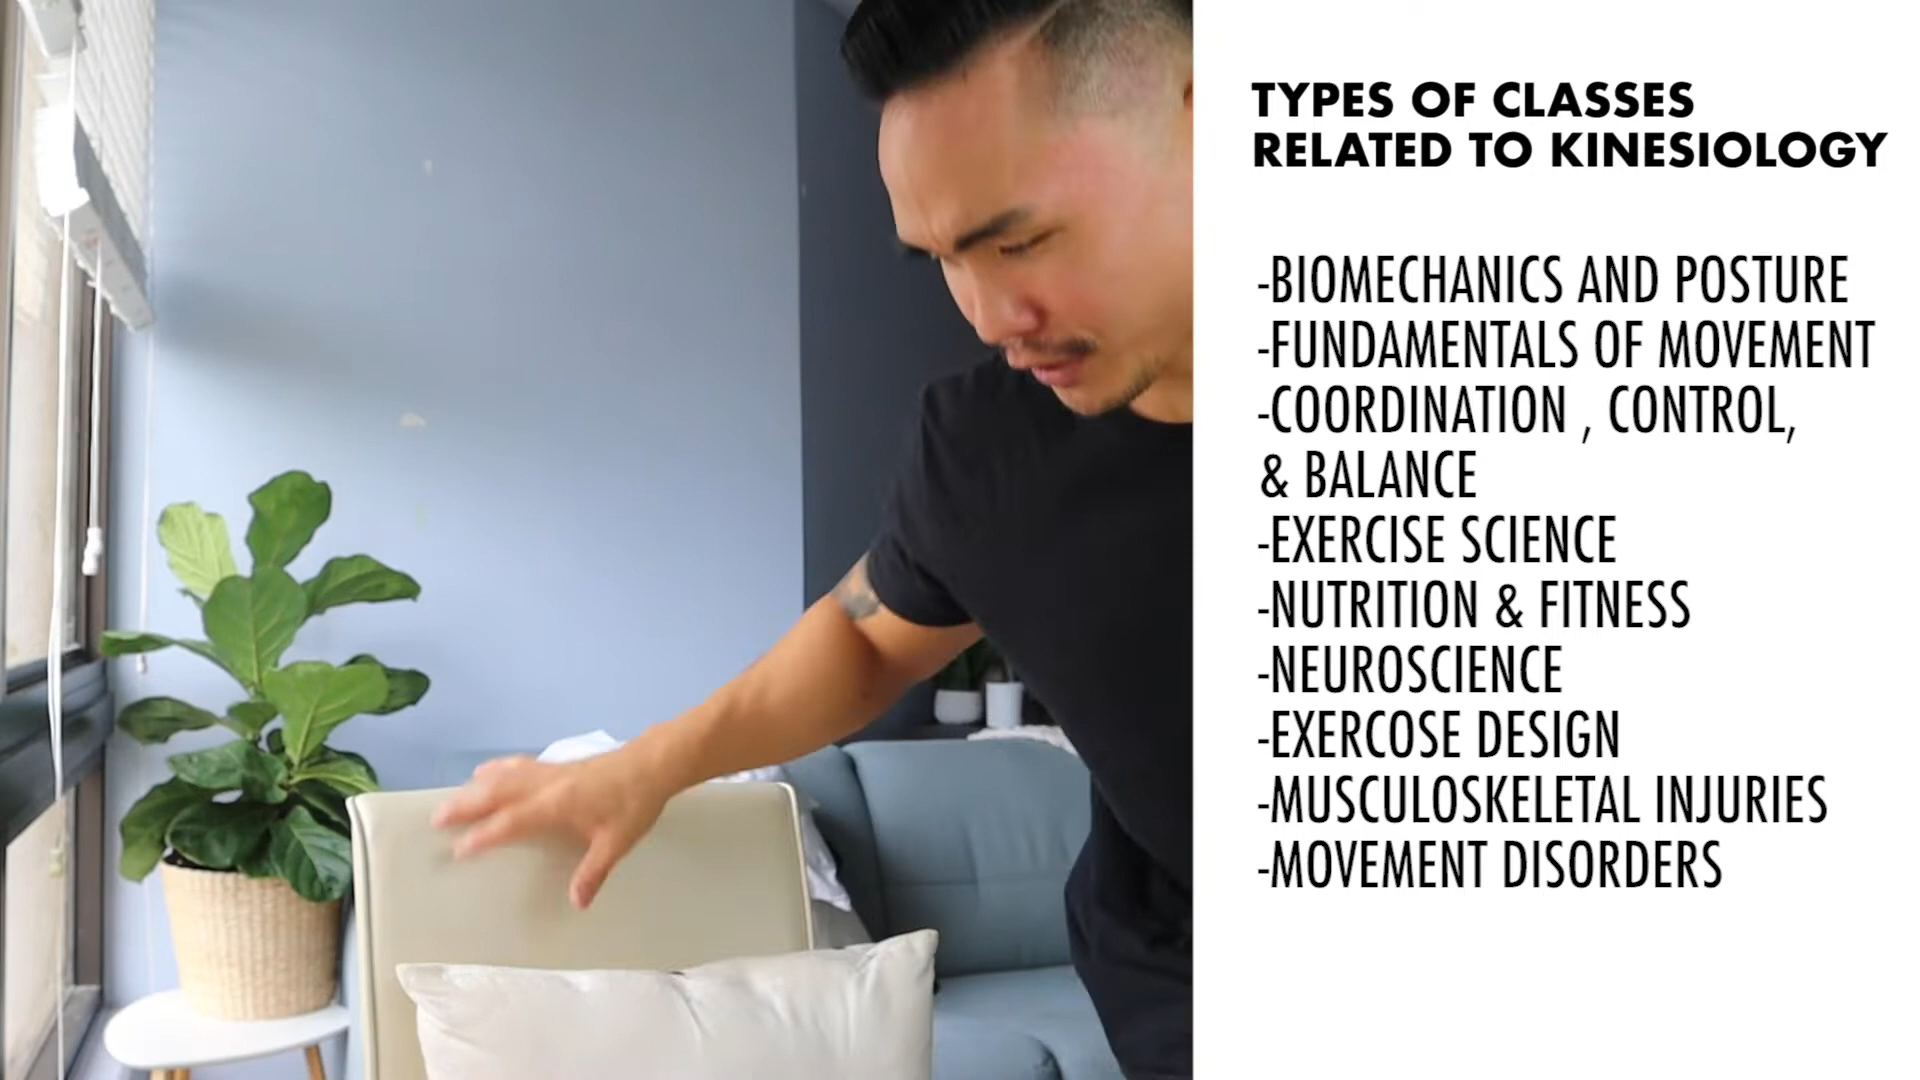 TYPES OF CLASSES
RELATED TO KINESIOLOGY
-BIOMECHANICS AND POSTURE
-FUNDAMENTALS OF MOVEMENT
-COORDINATION , CONTROL,
& BALANCE
-EXERCISE SCIENCE
-NUTRITION & FITNESS
-NEUROSCIENCE
-EXERCOSE DESIGN
-MUSCULOSKELETAL INJURIES
-MOVEMENT DISORDERS